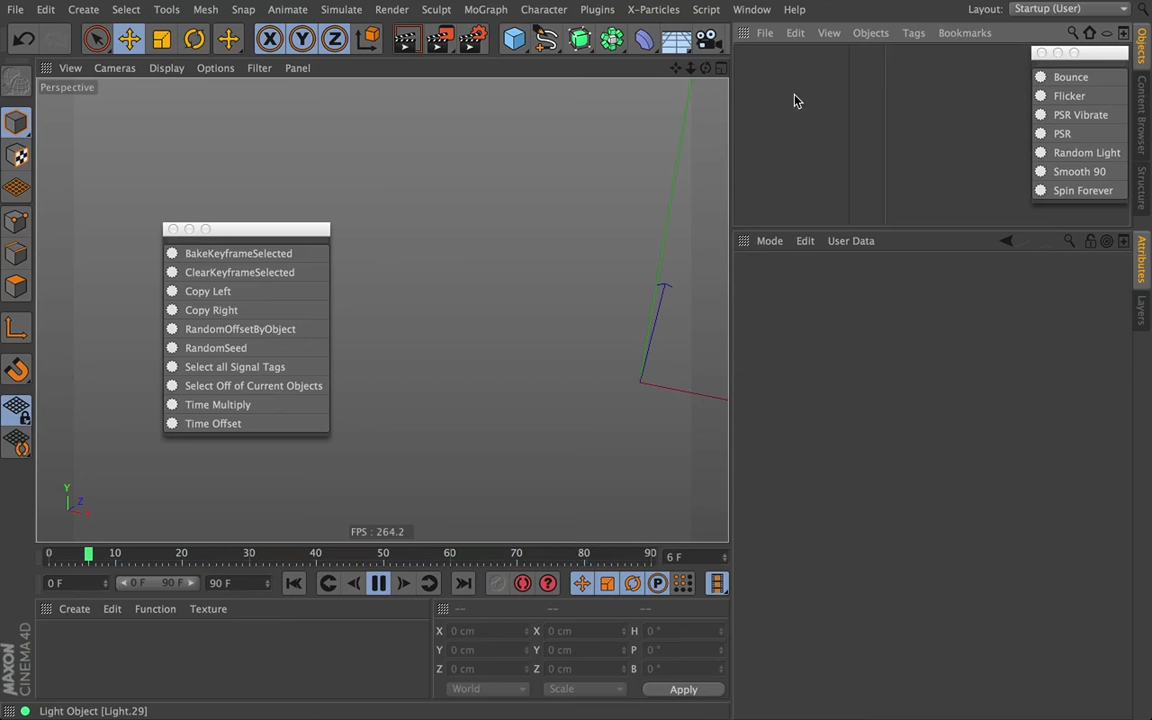 File Edit Create Select Tools Mesh Snap Animate Simulate Render Sculpt MoGraph Character Plugins X-Particles Script Window Help Layout: Startup (User)
X Y Z
File Edit View Objects Tags Bookmarks
View Cameras Display Options Filter Panel
Perspective
Bounce
Flicker
PSR Vibrate
PSR
Random Light
Smooth 90
Spin Forever
Objects
Content Browser
Structure
Mode Edit User Data
Attributes
Layers
BakeKeyframeSelected
ClearKeyframeSelected
Copy Left
Copy Right
RandomOffsetByObject
RandomSeed
Select all Signal Tags
Select Off of Current Objects
Time Multiply
Time Offset
Y
Z
X
FPS : 264.2
0 10 20 30 40 50 60 70 80 90 6 F
0 F 0 F 90 F 90 F
P
Create Edit Function Texture
-- -- --
X 0 cm X 0 cm H 0 °
Y 0 cm Y 0 cm P 0 °
Z 0 cm Z 0 cm B 0 °
World Scale Apply
MAXON
CINEMA 4D
Light Object [Light.29]